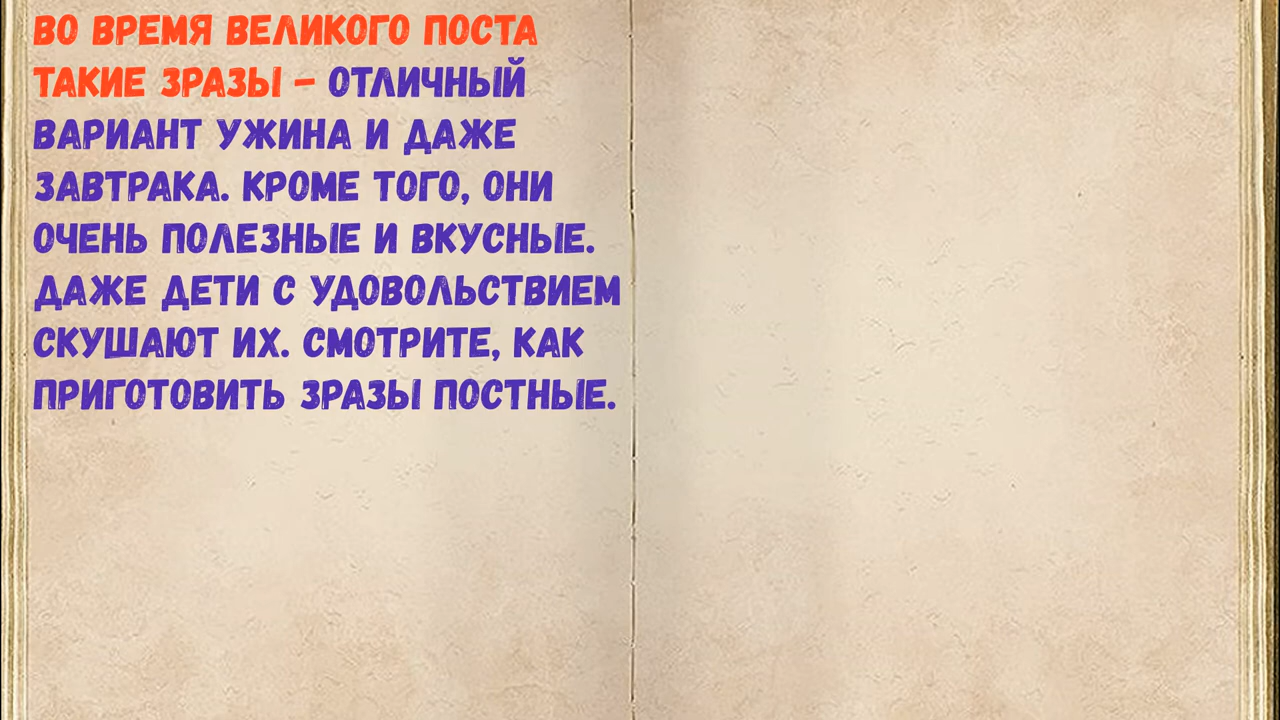 ВО ВРЕМЯ ВЕЛИКОГО ПОСТА
ТАКИЕ ЗРАЗЫ – ОТЛИЧНЫЙ
ВАРИАНТ УЖИНА И ДАЖЕ
ЗАВТРАКА. КРОМЕ ТОГО, ОНИ
ОЧЕНЬ ПОЛЕЗНЫЕ И ВКУСНЫЕ.
ДАЖЕ ДЕТИ С УДОВОЛЬСТВИЕМ
СКУШАЮТ ИХ. СМОТРИТЕ, КАК
ПРИГОТОВИТЬ ЗРАЗЫ ПОСТНЫЕ.